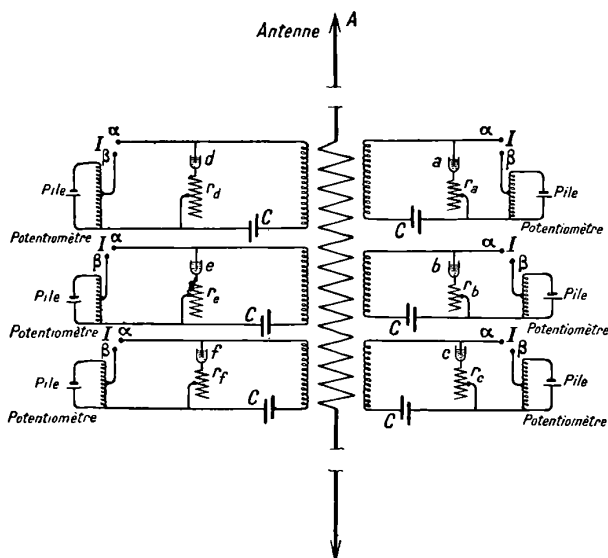 Antenne
A
α
I
β
d
r_d
Pile
C
Potentiomètre
α
I
β
a
r_a
Pile
C
Potentiomètre
α
I
β
e
r_e
Pile
C
Potentiomètre
α
I
β
b
r_b
Pile
C
Potentiomètre
α
I
β
f
r_f
Pile
C
Potentiomètre
α
I
β
c
r_c
Pile
C
Potentiomètre